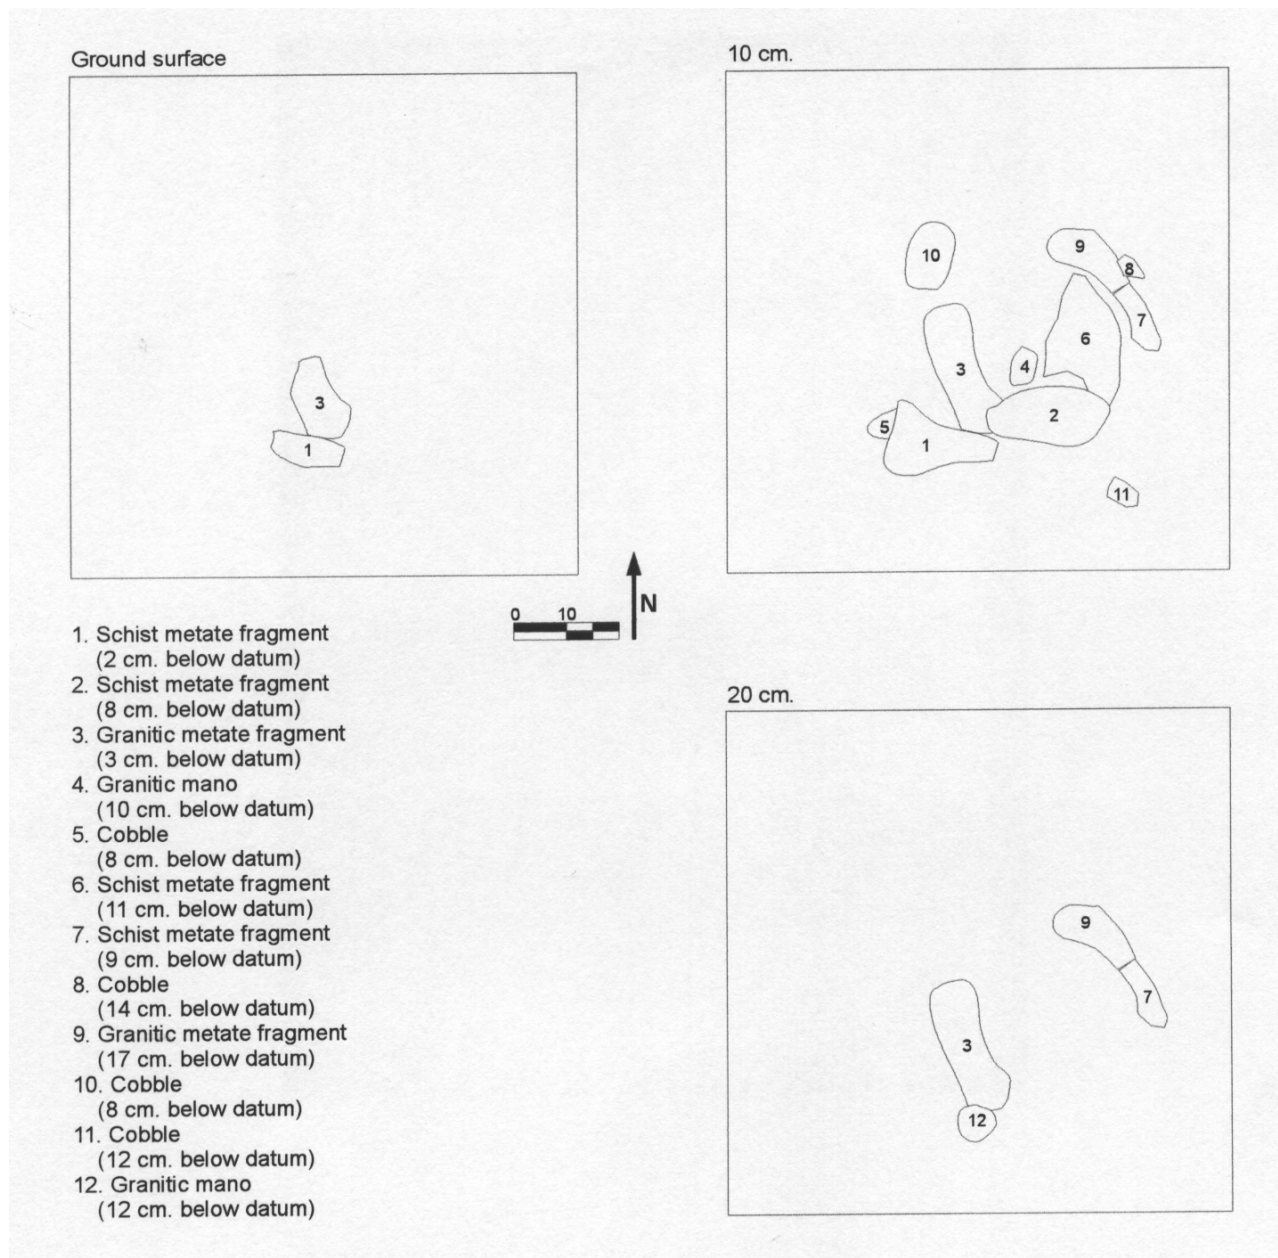 Ground surface
3
1
10 cm.
10
9
8
7
6
3
4
2
5
1
11
0 10
N
1. Schist metate fragment
(2 cm. below datum)
2. Schist metate fragment
(8 cm. below datum)
3. Granitic metate fragment
(3 cm. below datum)
4. Granitic mano
(10 cm. below datum)
5. Cobble
(8 cm. below datum)
6. Schist metate fragment
(11 cm. below datum)
7. Schist metate fragment
(9 cm. below datum)
8. Cobble
(14 cm. below datum)
9. Granitic metate fragment
(17 cm. below datum)
10. Cobble
(8 cm. below datum)
11. Cobble
(12 cm. below datum)
12. Granitic mano
(12 cm. below datum)
20 cm.
9
7
3
12